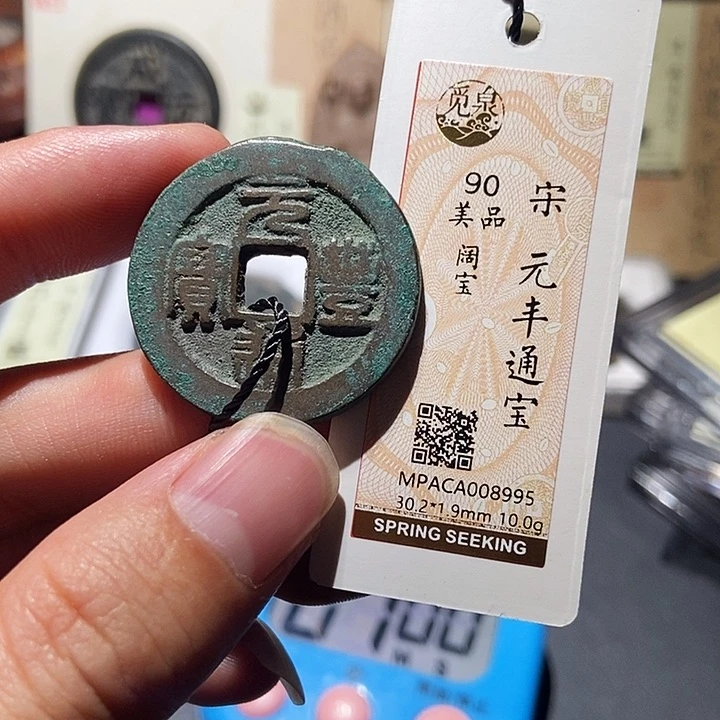 元豐通寶
觅泉
90
美品
阔宝
宋 元丰通宝
MPACA008995
30.2*1.9mm 10.0g
SPRING SEEKING